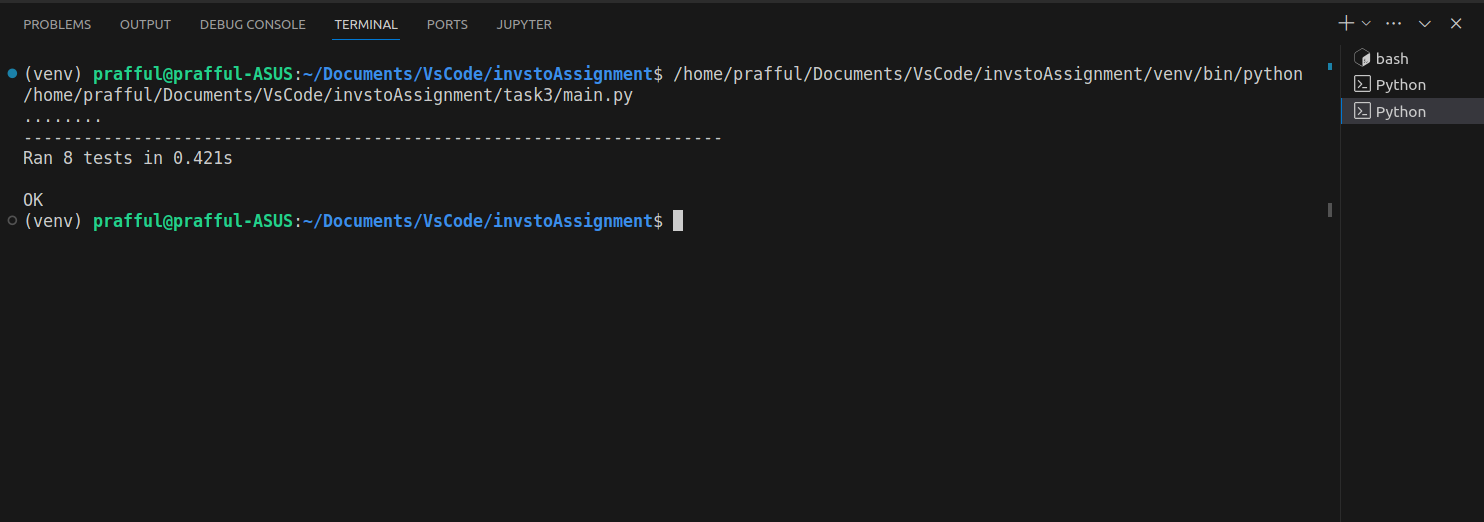 PROBLEMS OUTPUT DEBUG CONSOLE TERMINAL PORTS JUPYTER
(venv) prafful@prafful-ASUS:~/Documents/VsCode/invstoAssignment$ /home/prafful/Documents/VsCode/invstoAssignment/venv/bin/python
/home/prafful/Documents/VsCode/invstoAssignment/task3/main.py
........
----------------------------------------------------------------------
Ran 8 tests in 0.421s
OK
(venv) prafful@prafful-ASUS:~/Documents/VsCode/invstoAssignment$
bash
Python
Python